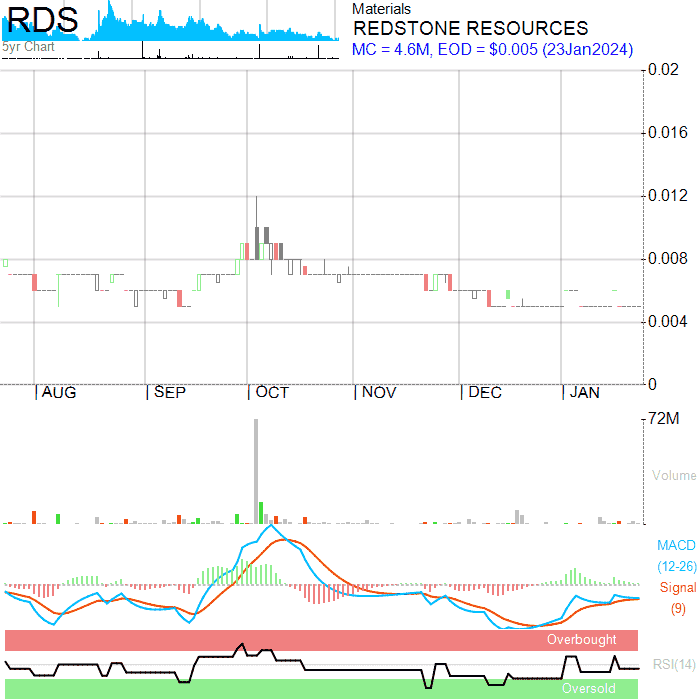 RDS
5yr Chart
Materials
REDSTONE RESOURCES
MC = 4.6M, EOD = $0.005 (23Jan2024)
0.02
0.016
0.012
0.008
0.004
0
AUG SEP OCT NOV DEC JAN
72M
Volume
MACD
(12-26)
Signal
(9)
Overbought
RSI(14)
Oversold